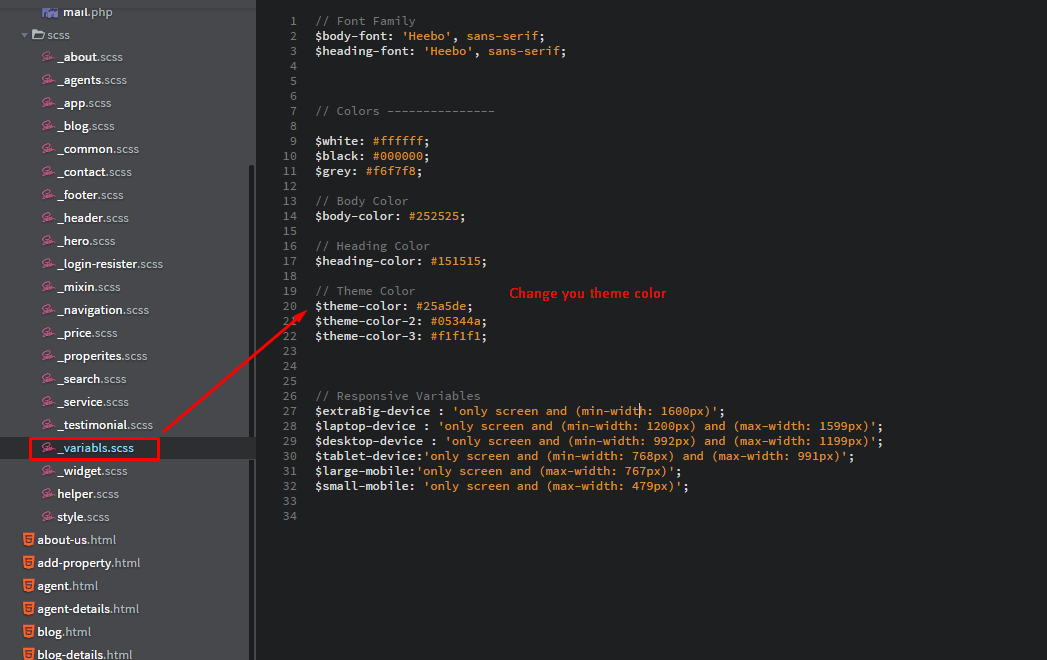 mail.php
scss
_about.scss
_agents.scss
_app.scss
_blog.scss
_common.scss
_contact.scss
_footer.scss
_header.scss
_hero.scss
_login-resister.scss
_mixin.scss
_navigation.scss
_price.scss
_properites.scss
_search.scss
_service.scss
_testimonial.scss
_variabls.scss
_widget.scss
helper.scss
style.scss
about-us.html
add-property.html
agent.html
agent-details.html
blog.html
blog-details.html
1 // Font Family
2 $body-font: 'Heebo', sans-serif;
3 $heading-font: 'Heebo', sans-serif;
4
5
6
7 // Colors ---------------
8
9 $white: #ffffff;
10 $black: #000000;
11 $grey: #f6f7f8;
12
13 // Body Color
14 $body-color: #252525;
15
16 // Heading Color
17 $heading-color: #151515;
18
19 // Theme Color
Change you theme color
20 $theme-color: #25a5de;
21 $theme-color-2: #05344a;
22 $theme-color-3: #f1f1f1;
23
24
25
26 // Responsive Variables
27 $extraBig-device : 'only screen and (min-width: 1600px)';
28 $laptop-device : 'only screen and (min-width: 1200px) and (max-width: 1599px)';
29 $desktop-device : 'only screen and (min-width: 992px) and (max-width: 1199px)';
30 $tablet-device:'only screen and (min-width: 768px) and (max-width: 991px)';
31 $large-mobile:'only screen and (max-width: 767px)';
32 $small-mobile: 'only screen and (max-width: 479px)';
33
34